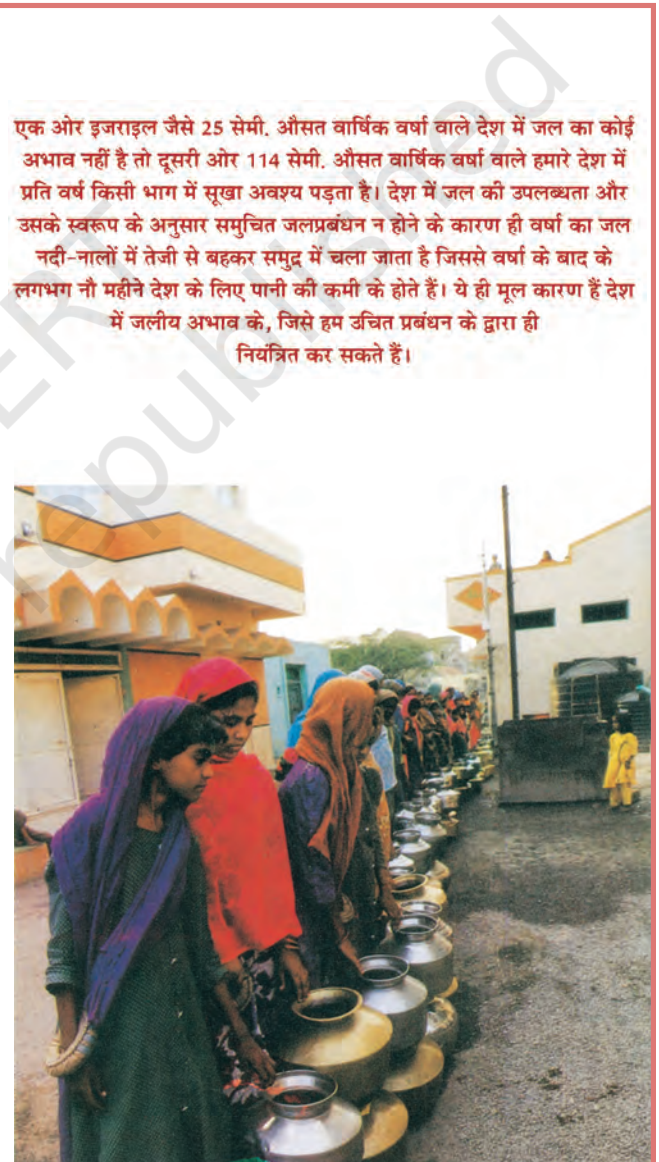 एक ओर इजराइल जैसे 25 सेमी. औसत वार्षिक वर्षा वाले देश में जल का कोई
अभाव नहीं है तो दूसरी ओर 114 सेमी. औसत वार्षिक वर्षा वाले हमारे देश में
प्रति वर्ष किसी भाग में सूखा अवश्य पड़ता है। देश में जल की उपलब्धता और
उसके स्वरूप के अनुसार समुचित जलप्रबंधन न होने के कारण ही वर्षा का जल
नदी-नालों में तेजी से बहकर समुद्र में चला जाता है जिससे वर्षा के बाद के
लगभग नौ महीने देश के लिए पानी की कमी के होते हैं। ये ही मूल कारण हैं देश
में जलीय अभाव के, जिसे हम उचित प्रबंधन के द्वारा ही
नियंत्रित कर सकते हैं।
ERT
republished